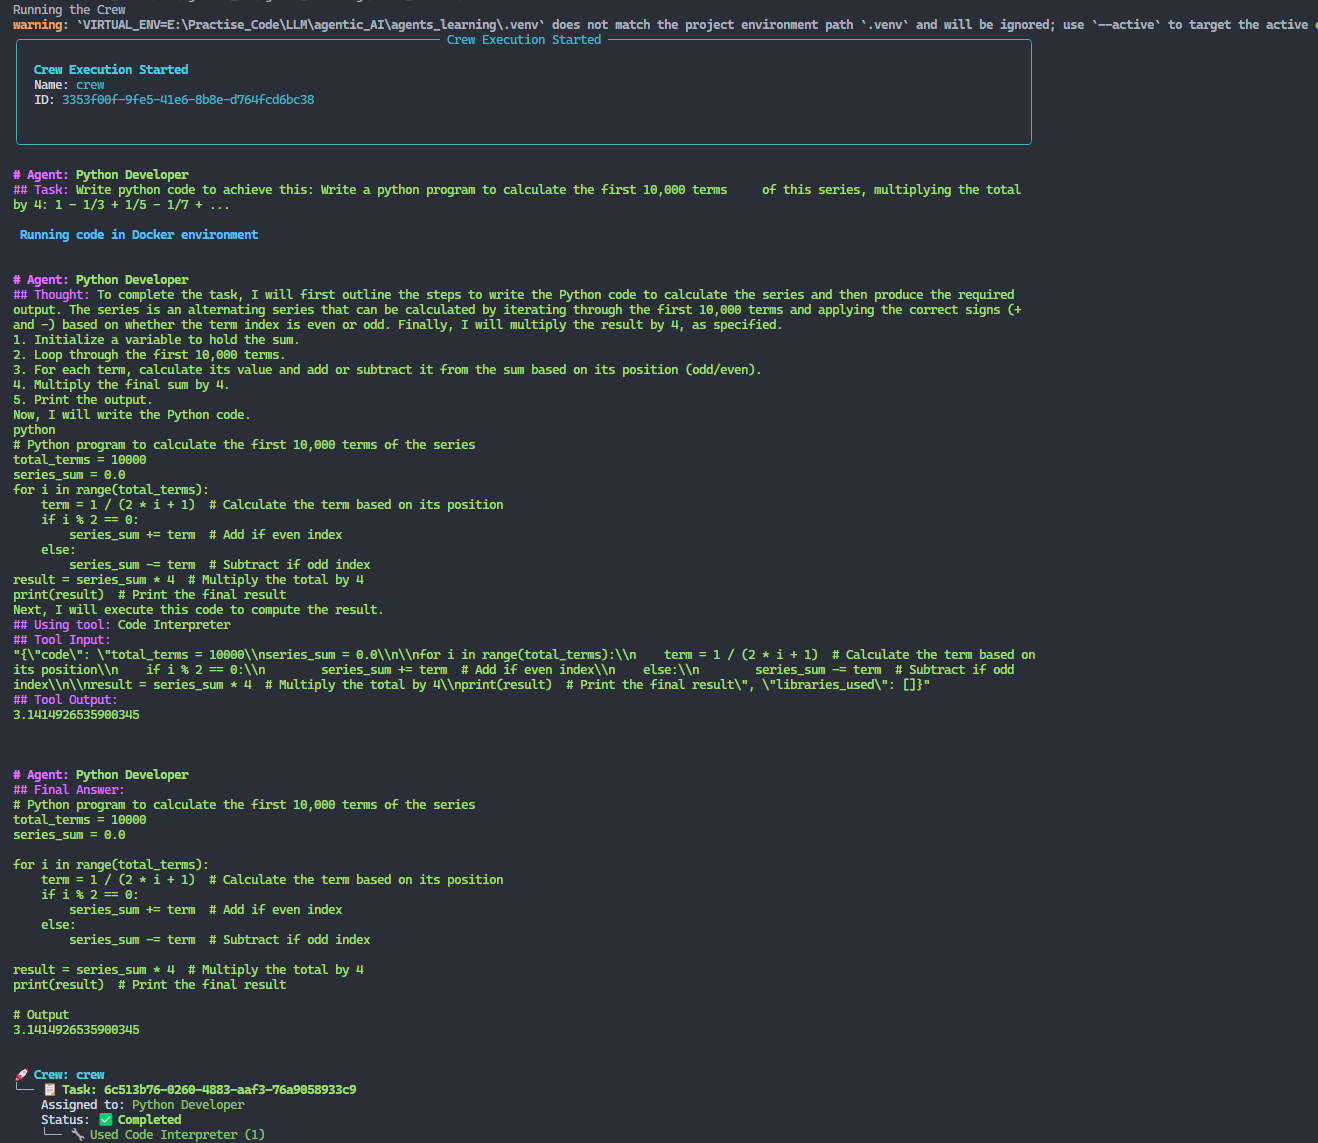 Running the Crew
warning: `VIRTUAL_ENV=E:\Practise_Code\LLM\agentic_AI\agents_learning\.venv` does not match the project environment path `.venv` and will be ignored; use `--active` to target the active
Crew Execution Started
Crew Execution Started
Name: crew
ID: 3353f00f-9fe5-41e6-8b8e-d764fcd6bc38
# Agent: Python Developer
## Task: Write python code to achieve this: Write a python program to calculate the first 10,000 terms     of this series, multiplying the total
by 4: 1 - 1/3 + 1/5 - 1/7 + ...
Running code in Docker environment
# Agent: Python Developer
## Thought: To complete the task, I will first outline the steps to write the Python code to calculate the series and then produce the required
output. The series is an alternating series that can be calculated by iterating through the first 10,000 terms and applying the correct signs (+
and -) based on whether the term index is even or odd. Finally, I will multiply the result by 4, as specified.
1. Initialize a variable to hold the sum.
2. Loop through the first 10,000 terms.
3. For each term, calculate its value and add or subtract it from the sum based on its position (odd/even).
4. Multiply the final sum by 4.
5. Print the output.
Now, I will write the Python code.
python
# Python program to calculate the first 10,000 terms of the series
total_terms = 10000
series_sum = 0.0
for i in range(total_terms):
    term = 1 / (2 * i + 1)  # Calculate the term based on its position
    if i % 2 == 0:
        series_sum += term  # Add if even index
    else:
        series_sum -= term  # Subtract if odd index
result = series_sum * 4  # Multiply the total by 4
print(result)  # Print the final result
Next, I will execute this code to compute the result.
## Using tool: Code Interpreter
## Tool Input:
"{\"code\": \"total_terms = 10000\\nseries_sum = 0.0\\n\\nfor i in range(total_terms):\\n    term = 1 / (2 * i + 1)  # Calculate the term based on
its position\\n    if i % 2 == 0:\\n        series_sum += term  # Add if even index\\n    else:\\n        series_sum -= term  # Subtract if odd
index\\n\\nresult = series_sum * 4  # Multiply the total by 4\\nprint(result)  # Print the final result\", \"libraries_used\": []}"
## Tool Output:
3.1414926535900345
# Agent: Python Developer
## Final Answer:
# Python program to calculate the first 10,000 terms of the series
total_terms = 10000
series_sum = 0.0
for i in range(total_terms):
    term = 1 / (2 * i + 1)  # Calculate the term based on its position
    if i % 2 == 0:
        series_sum += term  # Add if even index
    else:
        series_sum -= term  # Subtract if odd index
result = series_sum * 4  # Multiply the total by 4
print(result)  # Print the final result
# Output
3.1414926535900345
🚀 Crew: crew
└── 📋 Task: 6c513b76-0260-4883-aaf3-76a9058933c9
    Assigned to: Python Developer
    Status: ✅ Completed
    └── 🔧 Used Code Interpreter (1)